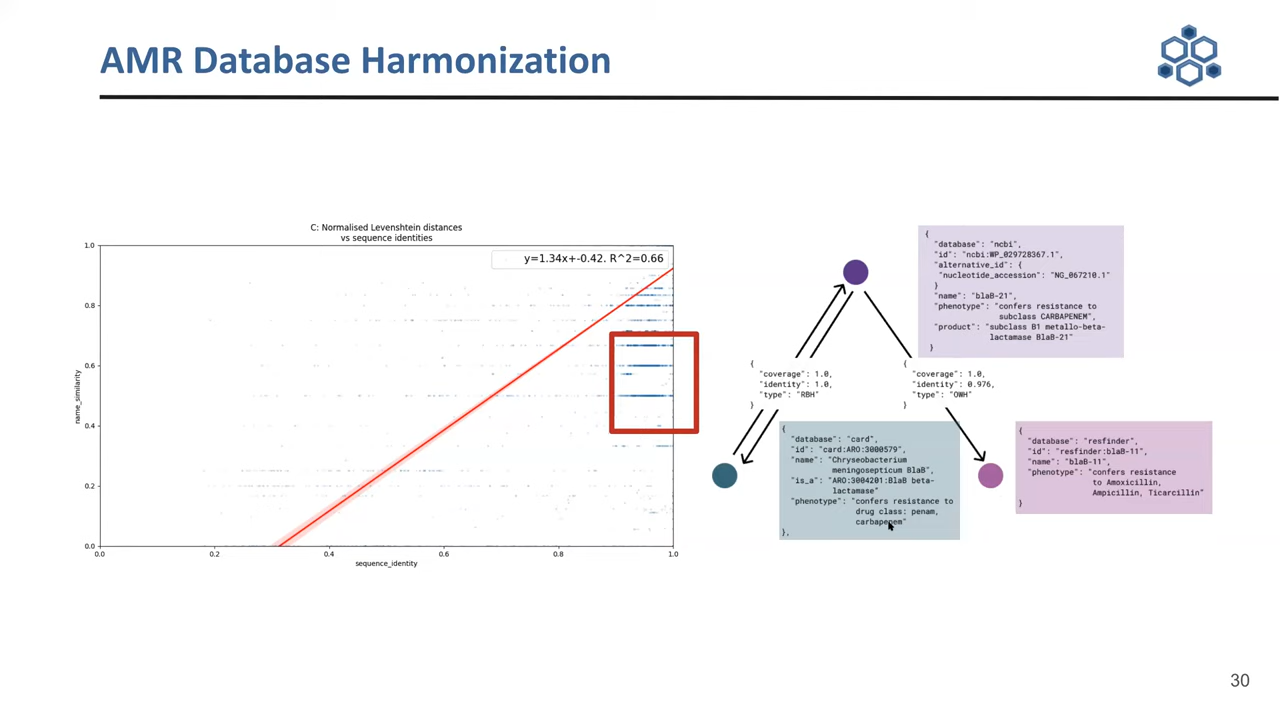 AMR Database Harmonization
C: Normalised Levenshtein distances
vs sequence identities
y=1.34x+-0.42. R^2=0.66
1.0
0.8
0.6
0.4
0.2
0.0
name_similarity
0.0
0.2
0.4
0.6
0.8
1.0
sequence_identity
{
"database": "ncbi",
"id": "ncbi:WP_029728367.1",
"alternative_id": {
"nucleotide_accession": "NG_067210.1"
}
"name": "blaB-21",
"phenotype": "confers resistance to
subclass CARBAPENEM",
"product": "subclass B1 metallo-beta-
lactamase BlaB-21"
}
{
"coverage": 1.0,
"identity": 1.0,
"type": "RBH"
}
{
"coverage": 1.0,
"identity": 0.976,
"type": "OWH"
}
{
"database": "card",
"id": "card:ARO:3000579",
"name": "Chryseobacterium
meningosepticum BlaB",
"is_a": "ARO:3004201:BlaB beta-
lactamase"
"phenotype": "confers resistance to
drug class: penam,
carbapenem"
},
{
"database": "resfinder",
"id": "resfinder:blaB-11",
"name": "blaB-11",
"phenotype": "confers resistance
to Amoxicillin,
Ampicillin, Ticarcillin"
}
30